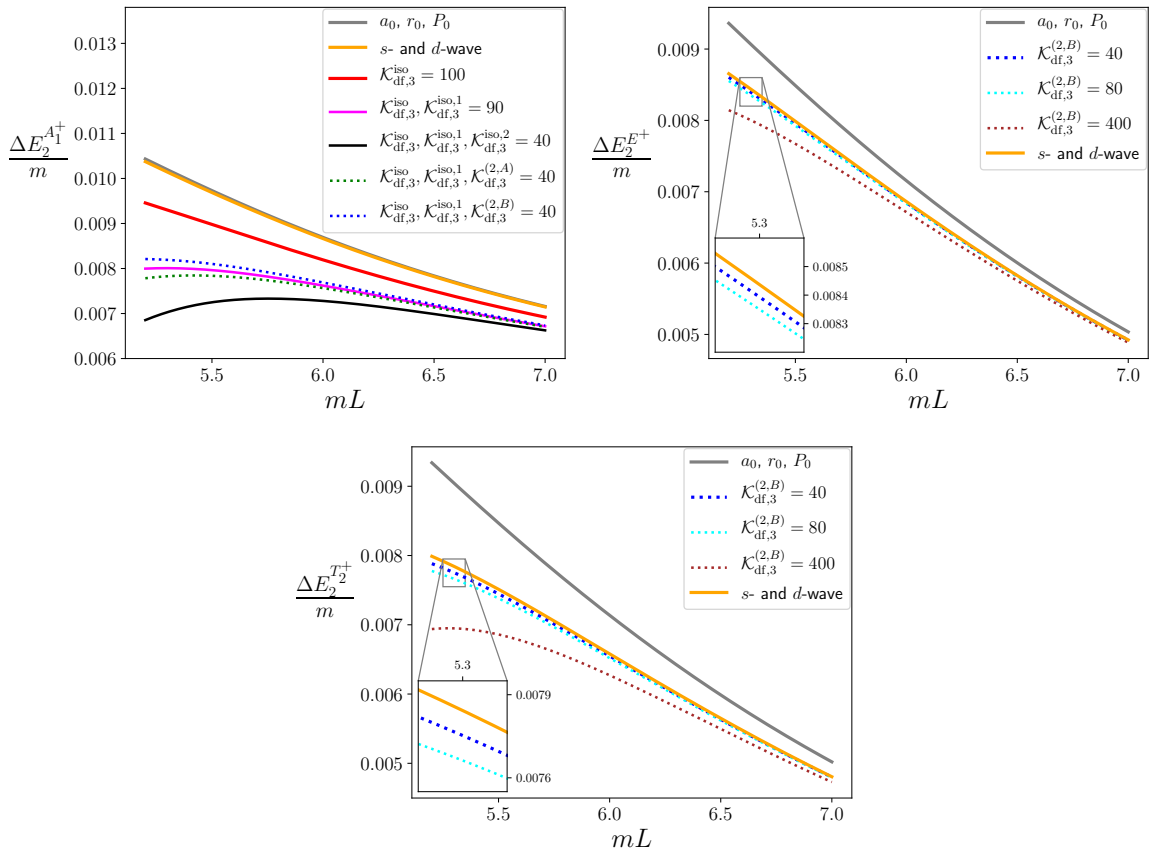 0.013
0.012
0.011
0.010
0.009
0.008
0.007
0.006
ΔE_2^{A_1^+} / m
5.5 6.0 6.5 7.0
mL
a_0, r_0, P_0
s- and d-wave
𝒦_{df,3}^{iso} = 100
𝒦_{df,3}^{iso}, 𝒦_{df,3}^{iso,1} = 90
𝒦_{df,3}^{iso}, 𝒦_{df,3}^{iso,1}, 𝒦_{df,3}^{iso,2} = 40
𝒦_{df,3}^{iso}, 𝒦_{df,3}^{iso,1}, 𝒦_{df,3}^{(2,A)} = 40
𝒦_{df,3}^{iso}, 𝒦_{df,3}^{iso,1}, 𝒦_{df,3}^{(2,B)} = 40
0.009
0.008
0.007
0.006
0.005
ΔE_2^{E^+} / m
5.5 6.0 6.5 7.0
mL
a_0, r_0, P_0
𝒦_{df,3}^{(2,B)} = 40
𝒦_{df,3}^{(2,B)} = 80
𝒦_{df,3}^{(2,B)} = 400
s- and d-wave
5.3
0.0085
0.0084
0.0083
0.009
0.008
0.007
0.006
0.005
ΔE_2^{T_2^+} / m
5.5 6.0 6.5 7.0
mL
a_0, r_0, P_0
𝒦_{df,3}^{(2,B)} = 40
𝒦_{df,3}^{(2,B)} = 80
𝒦_{df,3}^{(2,B)} = 400
s- and d-wave
5.3
0.0079
0.0076